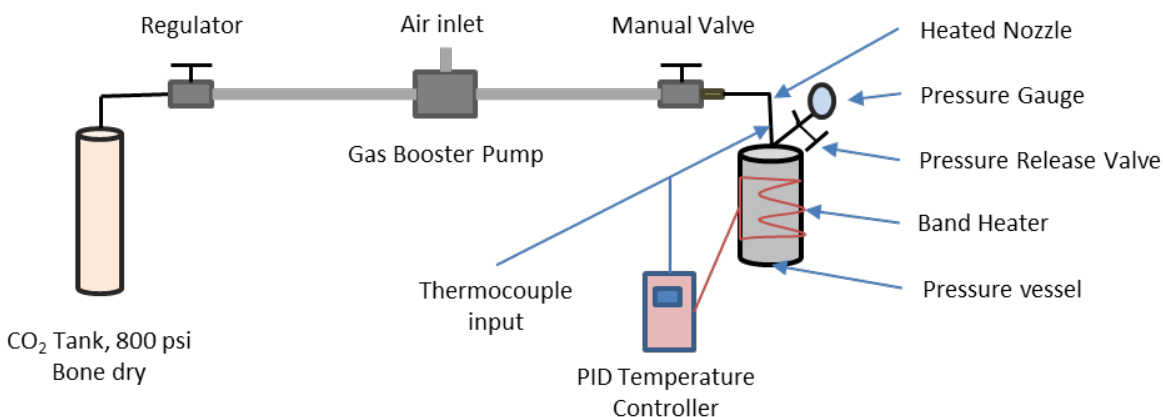 Regulator
Air inlet
Manual Valve
Heated Nozzle
Pressure Gauge
Gas Booster Pump
Pressure Release Valve
Band Heater
Thermocouple
input
Pressure vessel
CO₂ Tank, 800 psi
Bone dry
PID Temperature
Controller